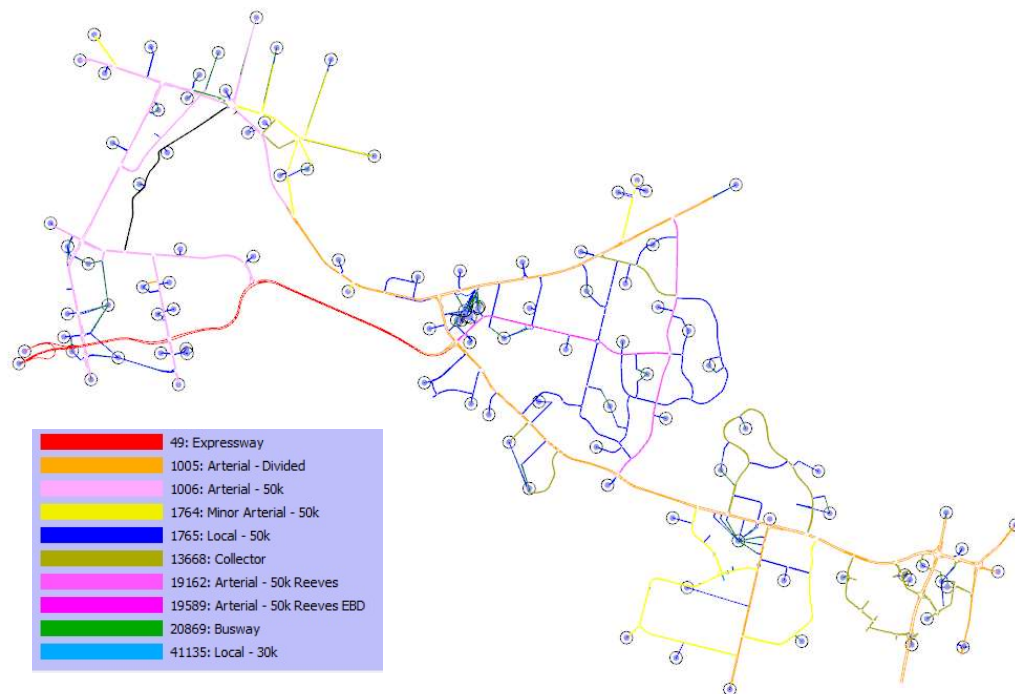 49: Expressway
1005: Arterial - Divided
1006: Arterial - 50k
1764: Minor Arterial - 50k
1765: Local - 50k
13668: Collector
19162: Arterial - 50k Reeves
19589: Arterial - 50k Reeves EBD
20869: Busway
41135: Local - 30k